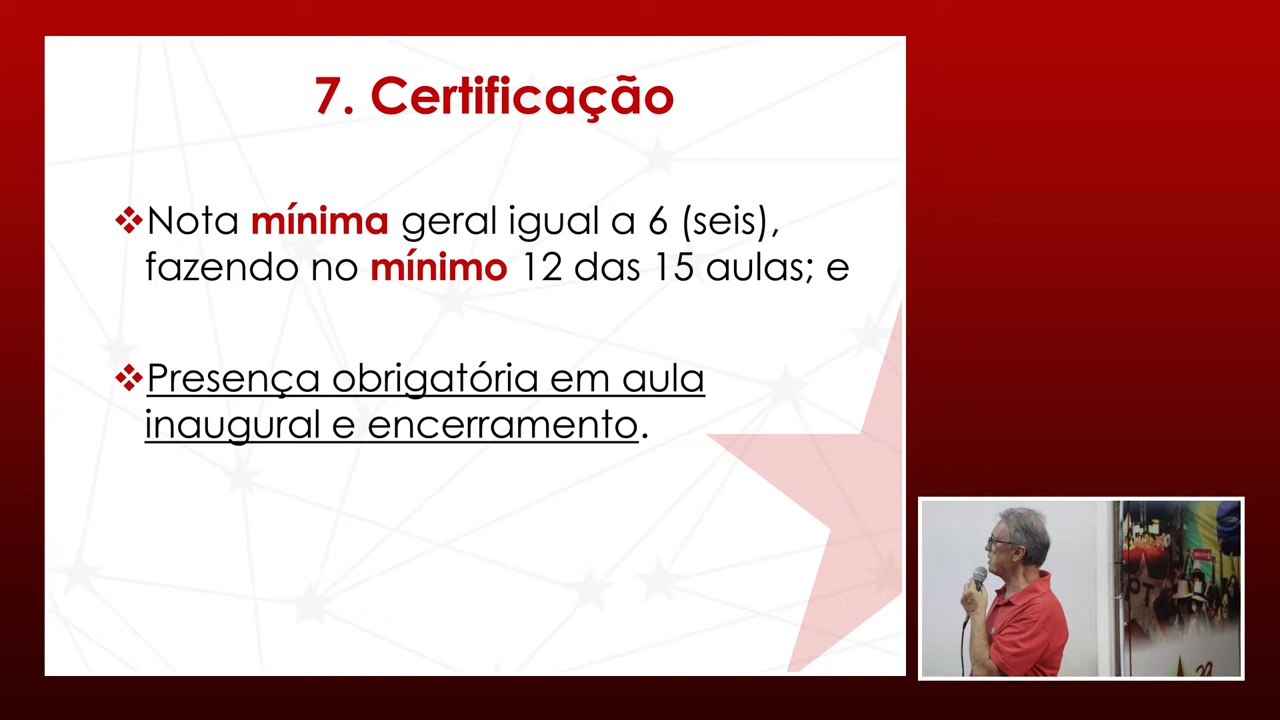 7. Certificação
❖Nota mínima geral igual a 6 (seis),
fazendo no mínimo 12 das 15 aulas; e
❖Presença obrigatória em aula
inaugural e encerramento.
PT